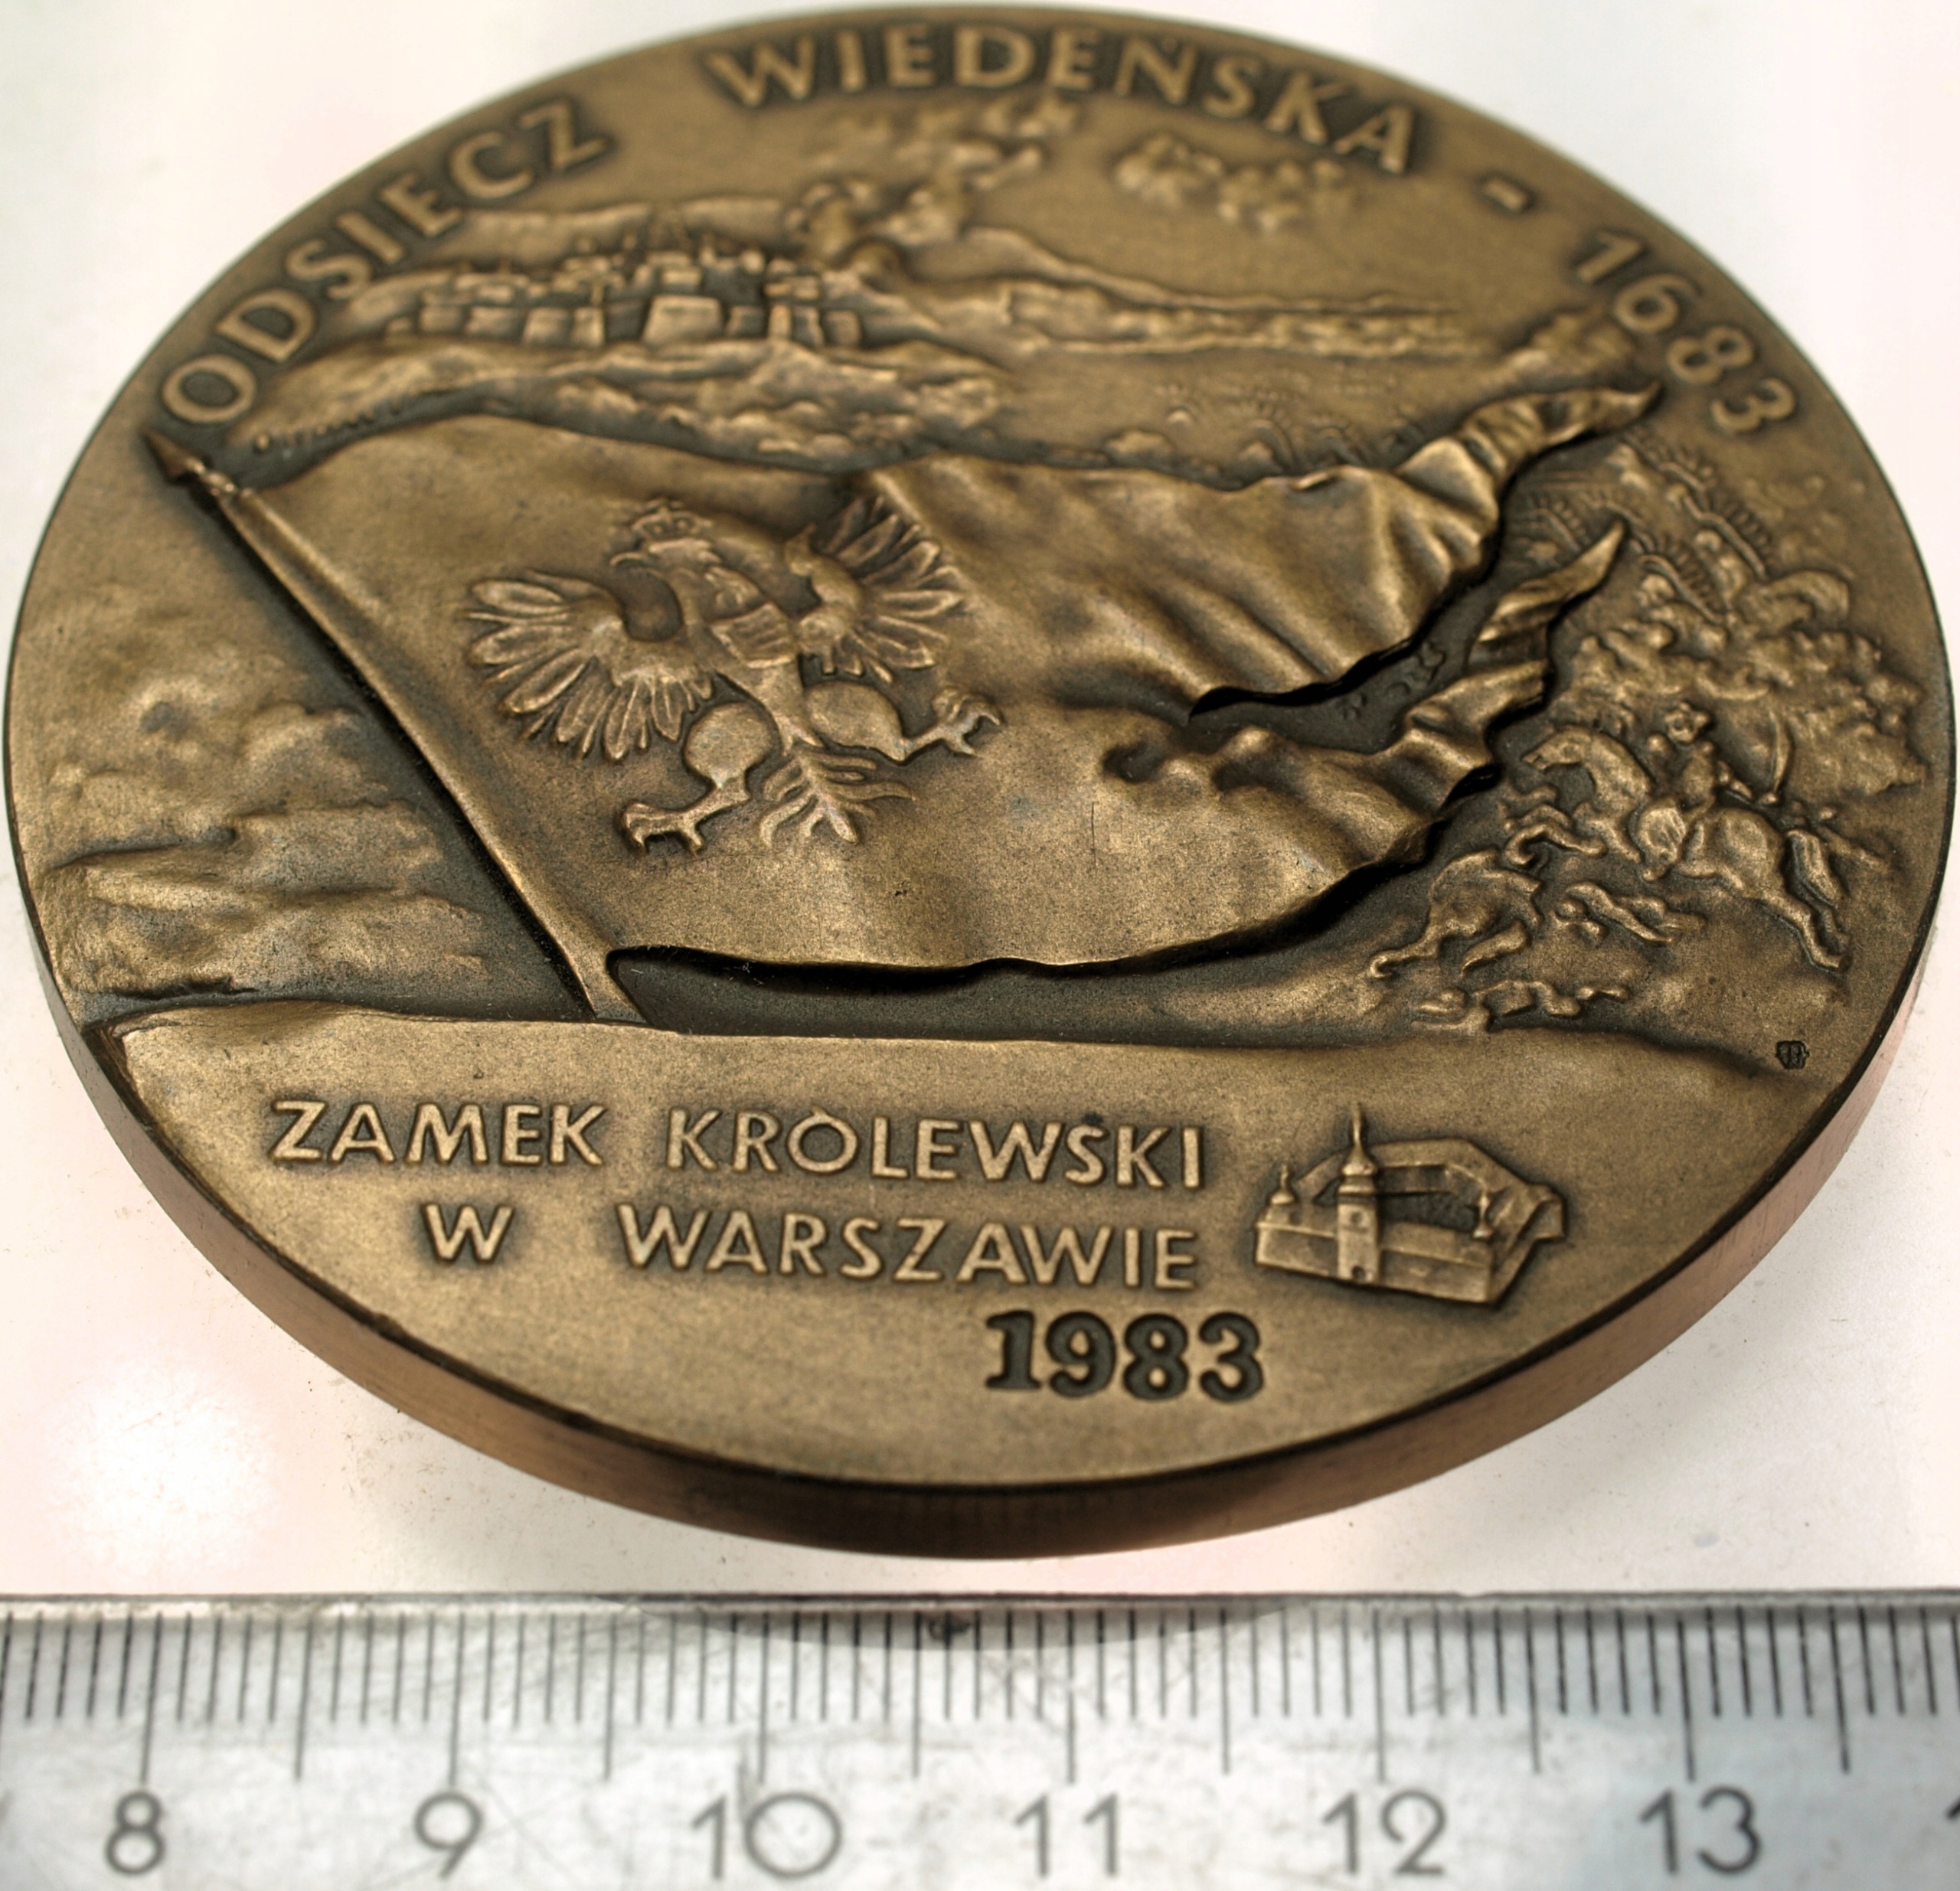 ODSIECZ WIEDEŃSKA - 1683
ZAMEK KRÓLEWSKI
W WARSZAWIE
1983
8 9 10 11 12 13